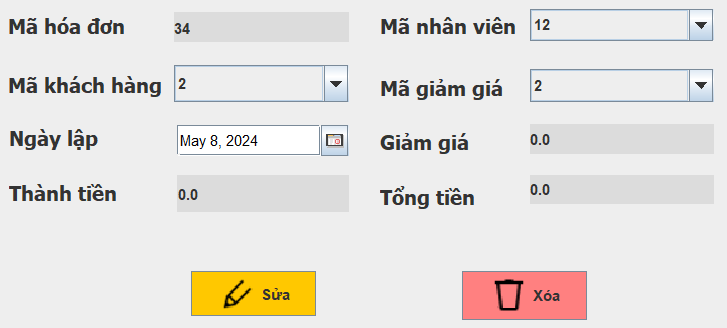 Mã hóa đơn 34 Mã nhân viên 12
Mã khách hàng 2 Mã giảm giá 2
Ngày lập May 8, 2024 Giảm giá 0.0
Thành tiền 0.0 Tổng tiền 0.0
Sửa Xóa